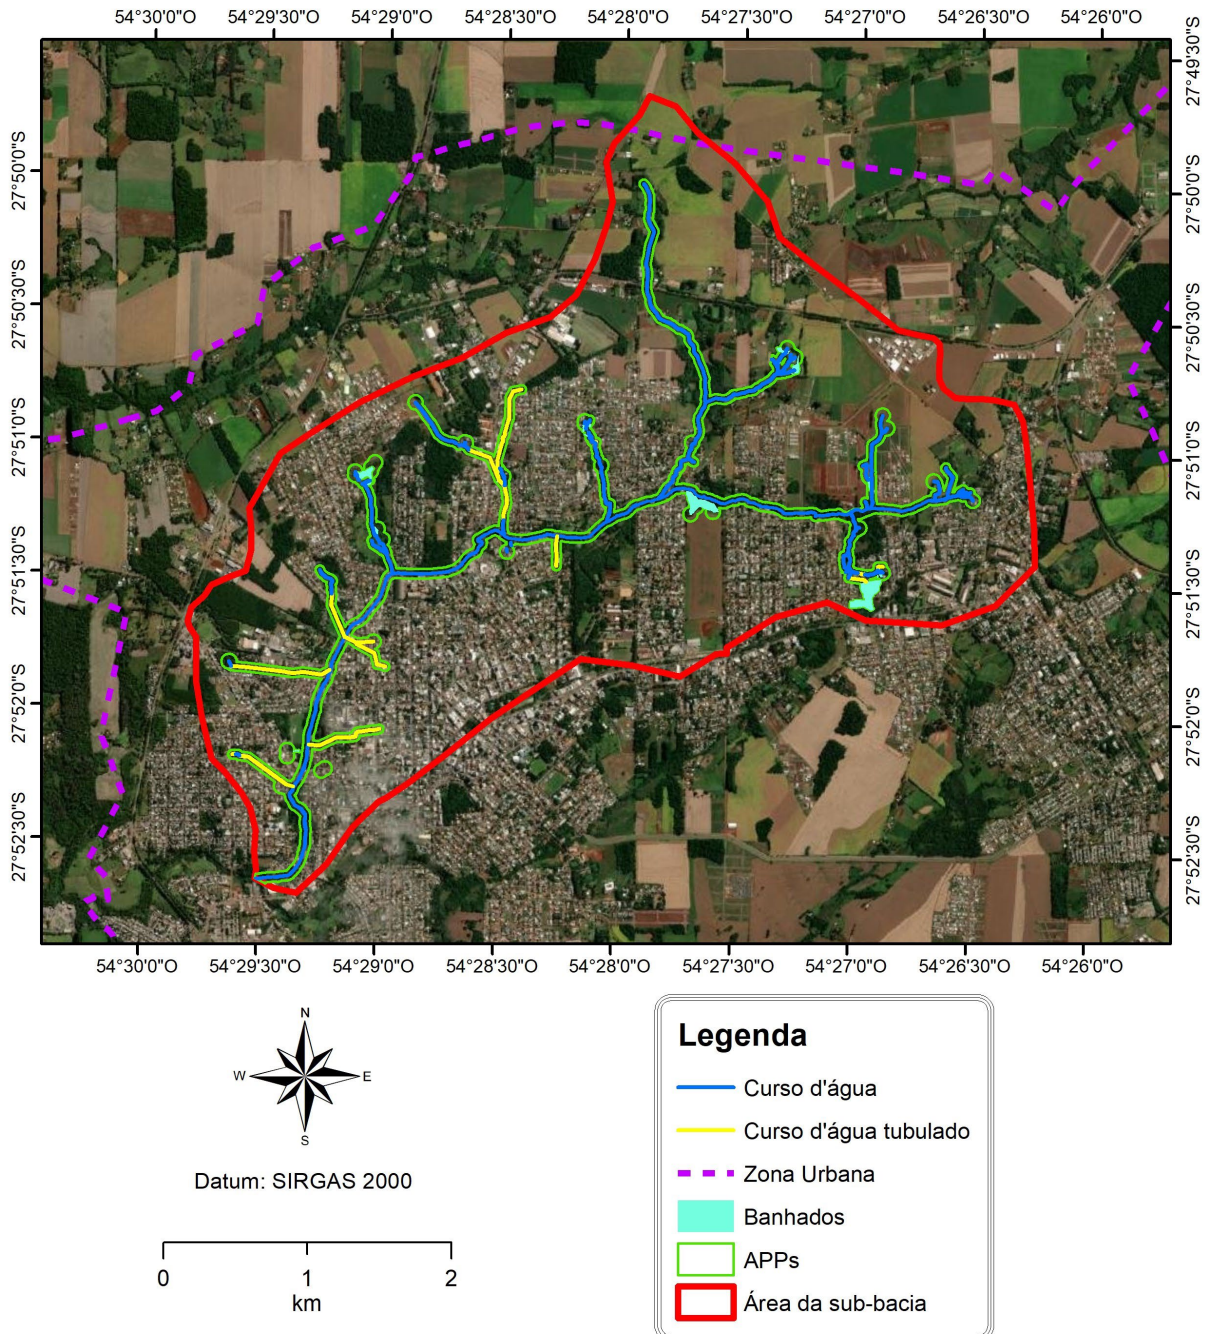 54°30'0"O 54°29'30"O 54°29'0"O 54°28'30"O 54°28'0"O 54°27'30"O 54°27'0"O 54°26'30"O 54°26'0"O
27°50'0"S
27°50'30"S
27°51'0"S
27°51'30"S
27°52'0"S
27°52'30"S
27°49'30"S
27°50'0"S
27°50'30"S
27°51'0"S
27°51'30"S
27°52'0"S
27°52'30"S
54°30'0"O 54°29'30"O 54°29'0"O 54°28'30"O 54°28'0"O 54°27'30"O 54°27'0"O 54°26'30"O 54°26'0"O
N
W E
S
Datum: SIRGAS 2000
0 1 2
km
Legenda
Curso d'água
Curso d'água tubulado
Zona Urbana
Banhados
APPs
Área da sub-bacia